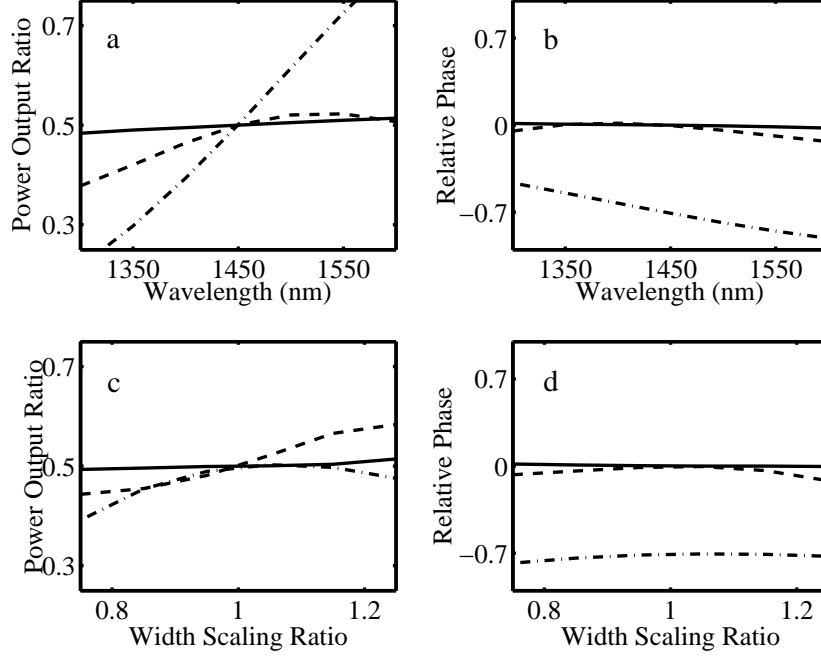 a
Power Output Ratio
0.7
0.5
0.3
1350 1450 1550
Wavelength (nm)
b
Relative Phase
0.7
0
−0.7
1350 1450 1550
Wavelength (nm)
c
Power Output Ratio
0.7
0.5
0.3
0.8 1 1.2
Width Scaling Ratio
d
Relative Phase
0.7
0
−0.7
0.8 1 1.2
Width Scaling Ratio